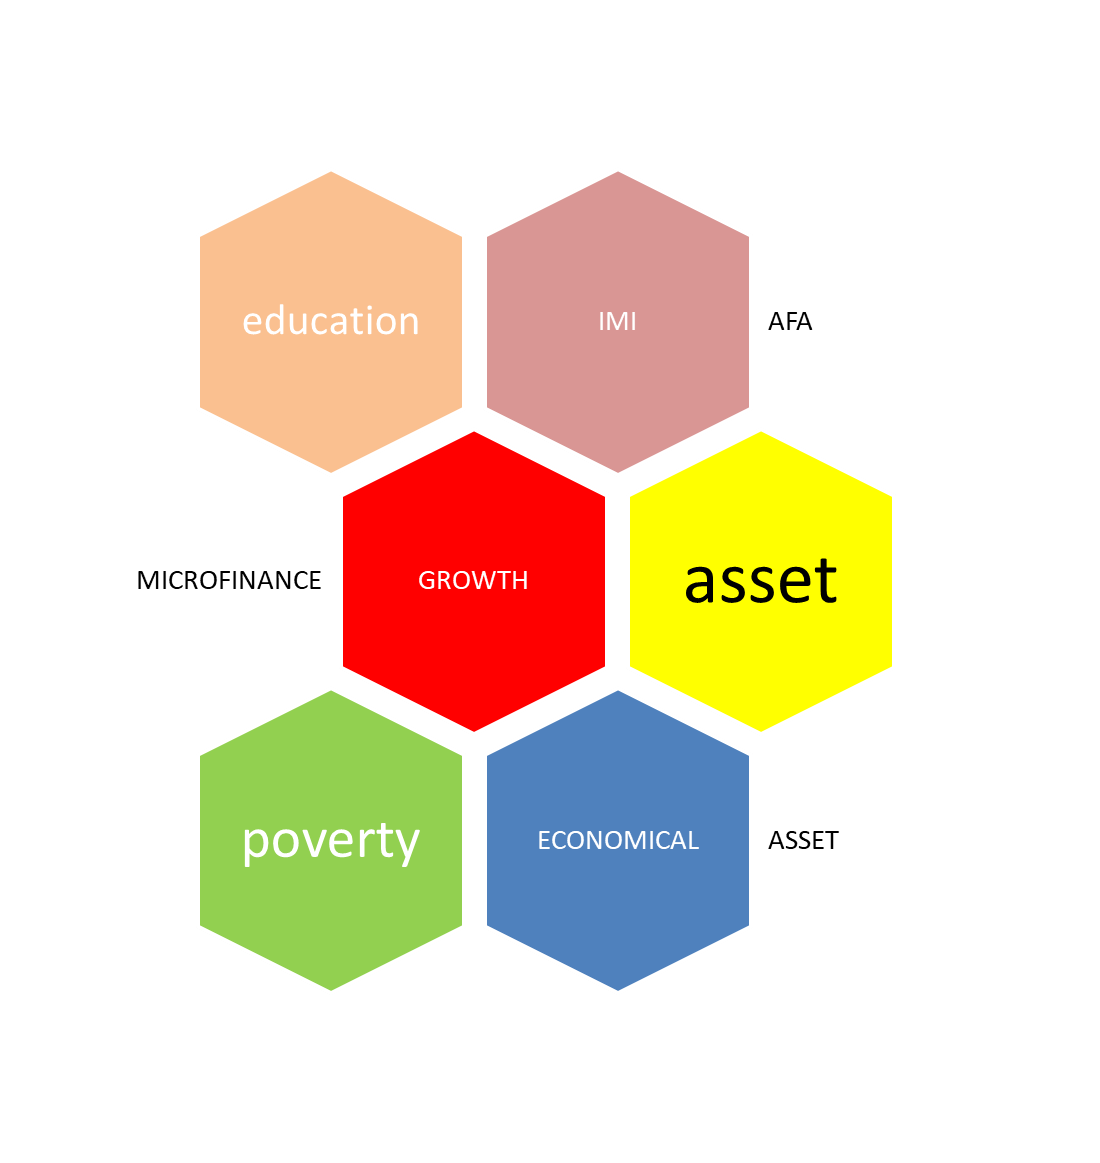 education
IMI
AFA
MICROFINANCE
GROWTH
asset
poverty
ECONOMICAL
ASSET